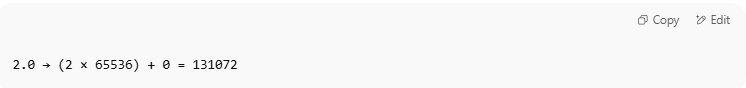 Copy Edit
2.0 → (2 × 65536) + 0 = 131072